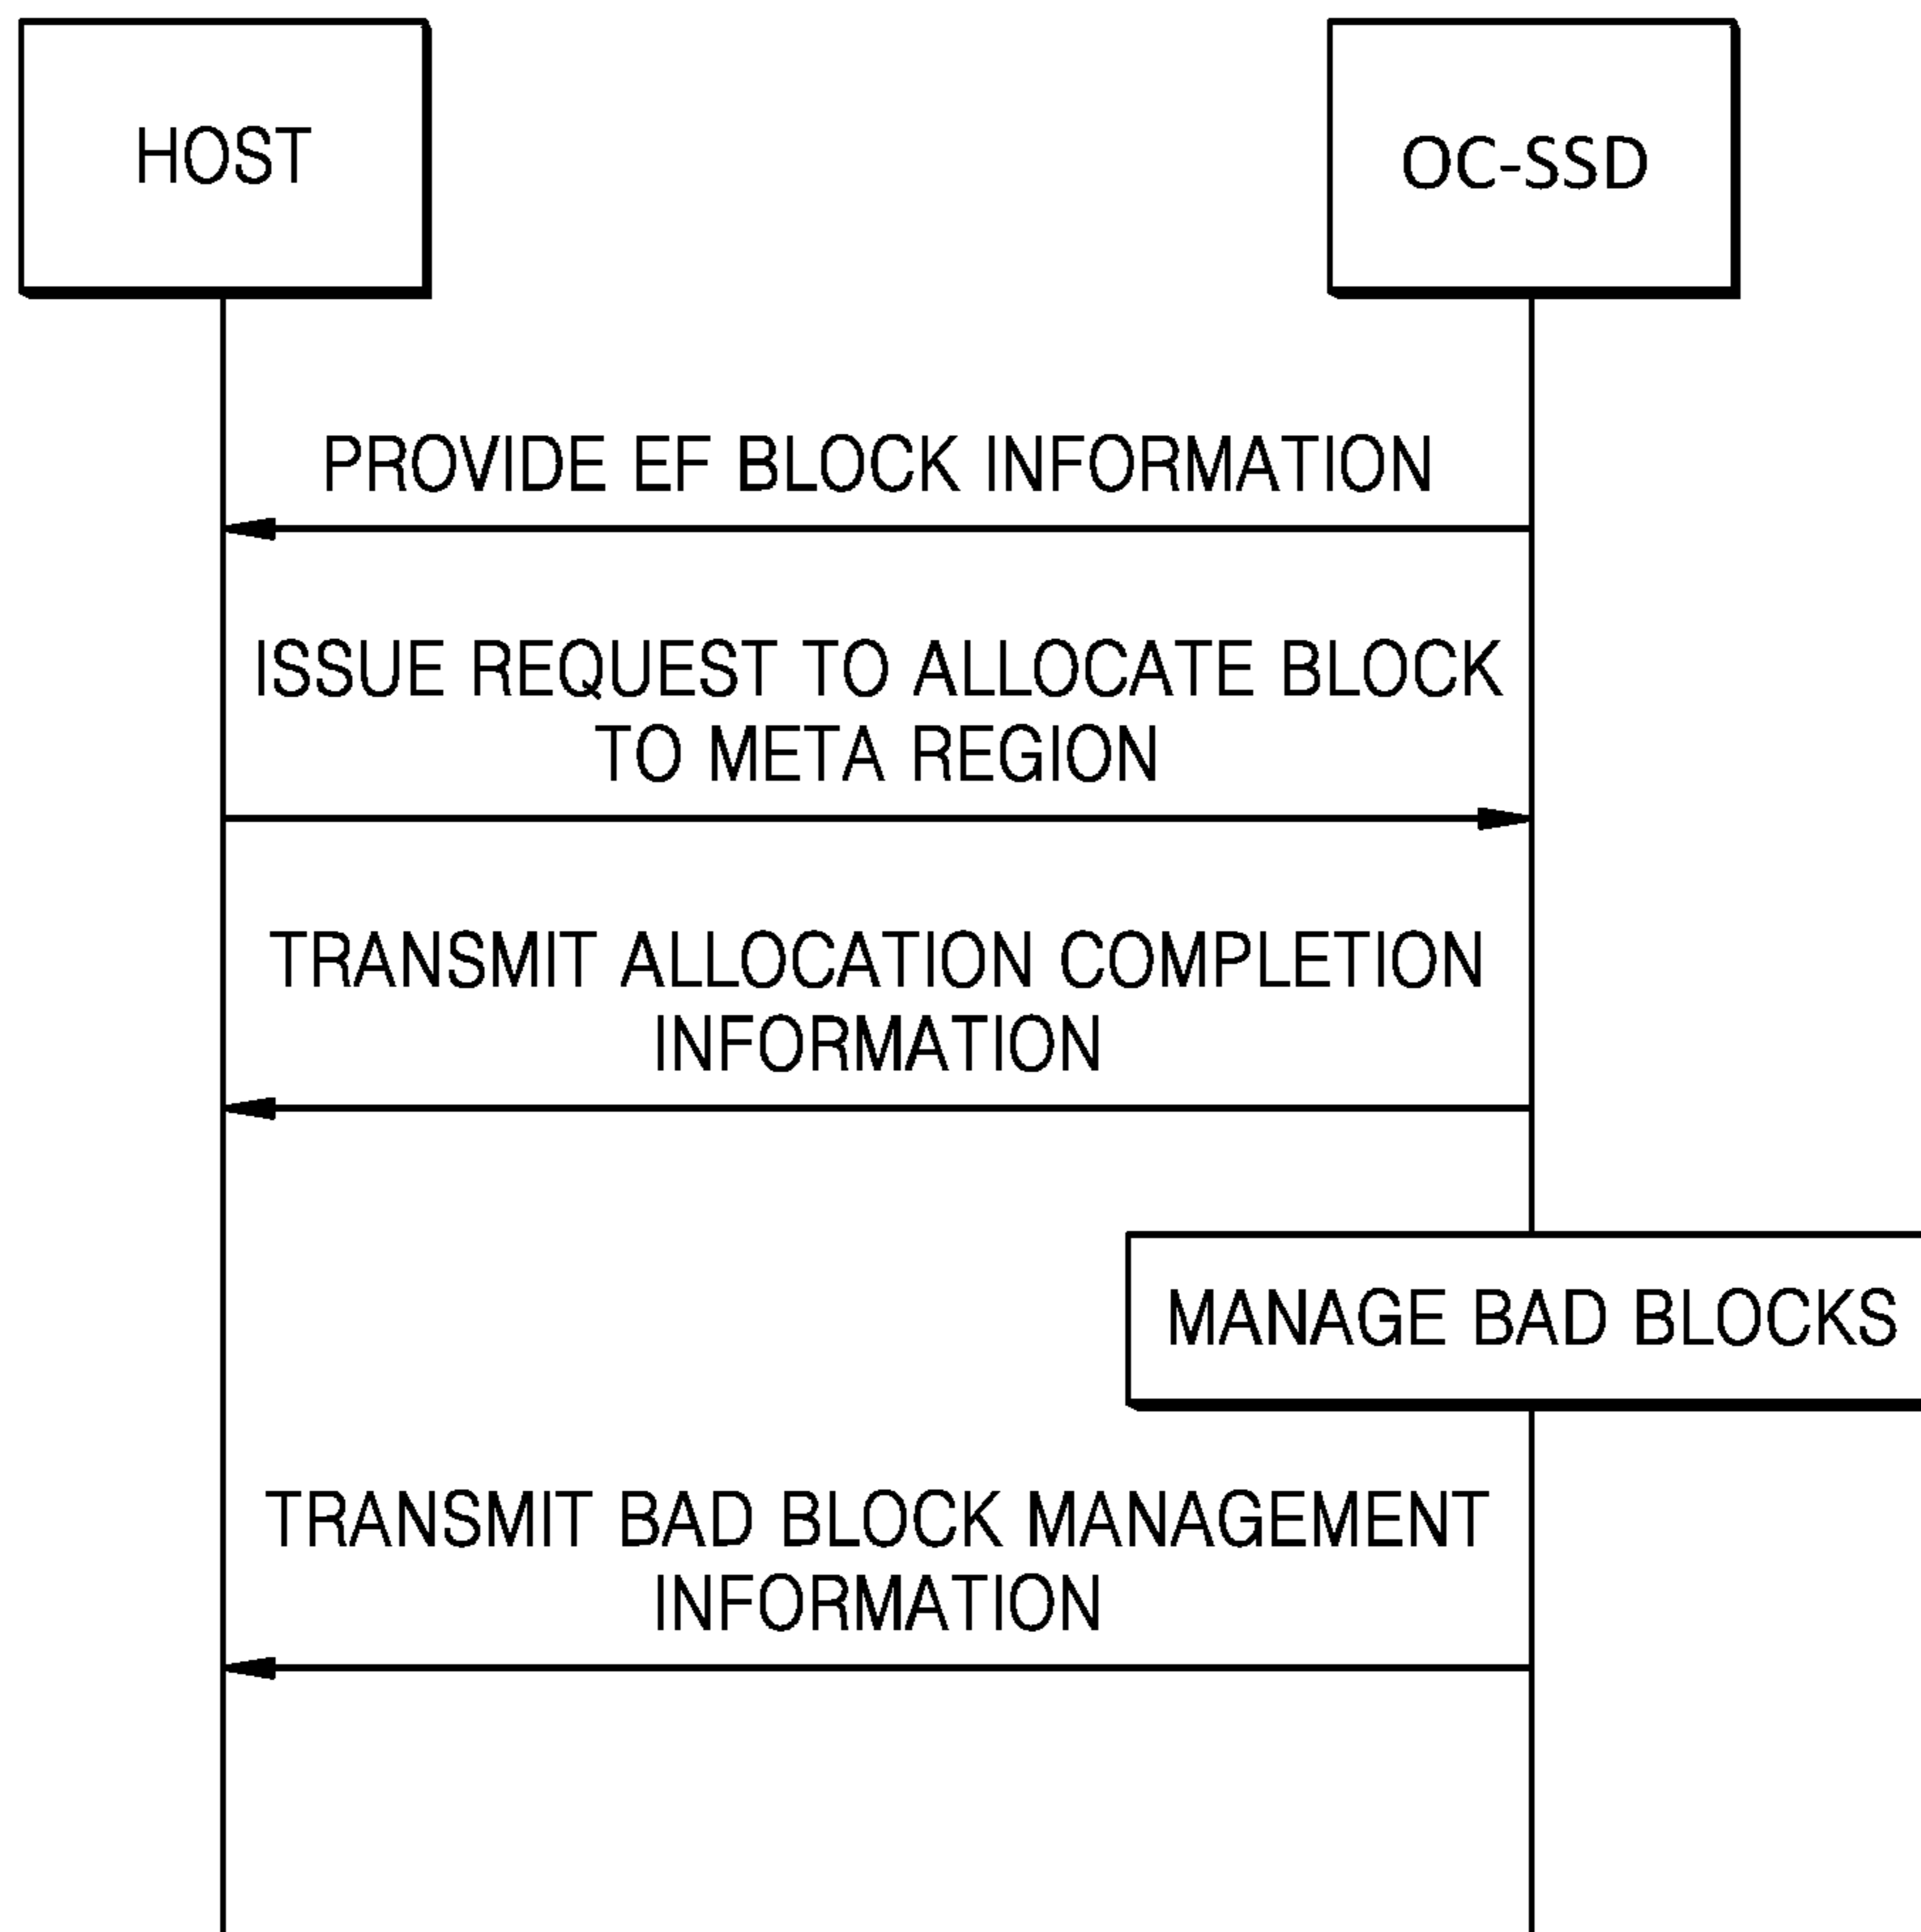 HOST
OC-SSD
PROVIDE EF BLOCK INFORMATION
ISSUE REQUEST TO ALLOCATE BLOCK
TO META REGION
TRANSMIT ALLOCATION COMPLETION
INFORMATION
MANAGE BAD BLOCKS
TRANSMIT BAD BLOCK MANAGEMENT
INFORMATION